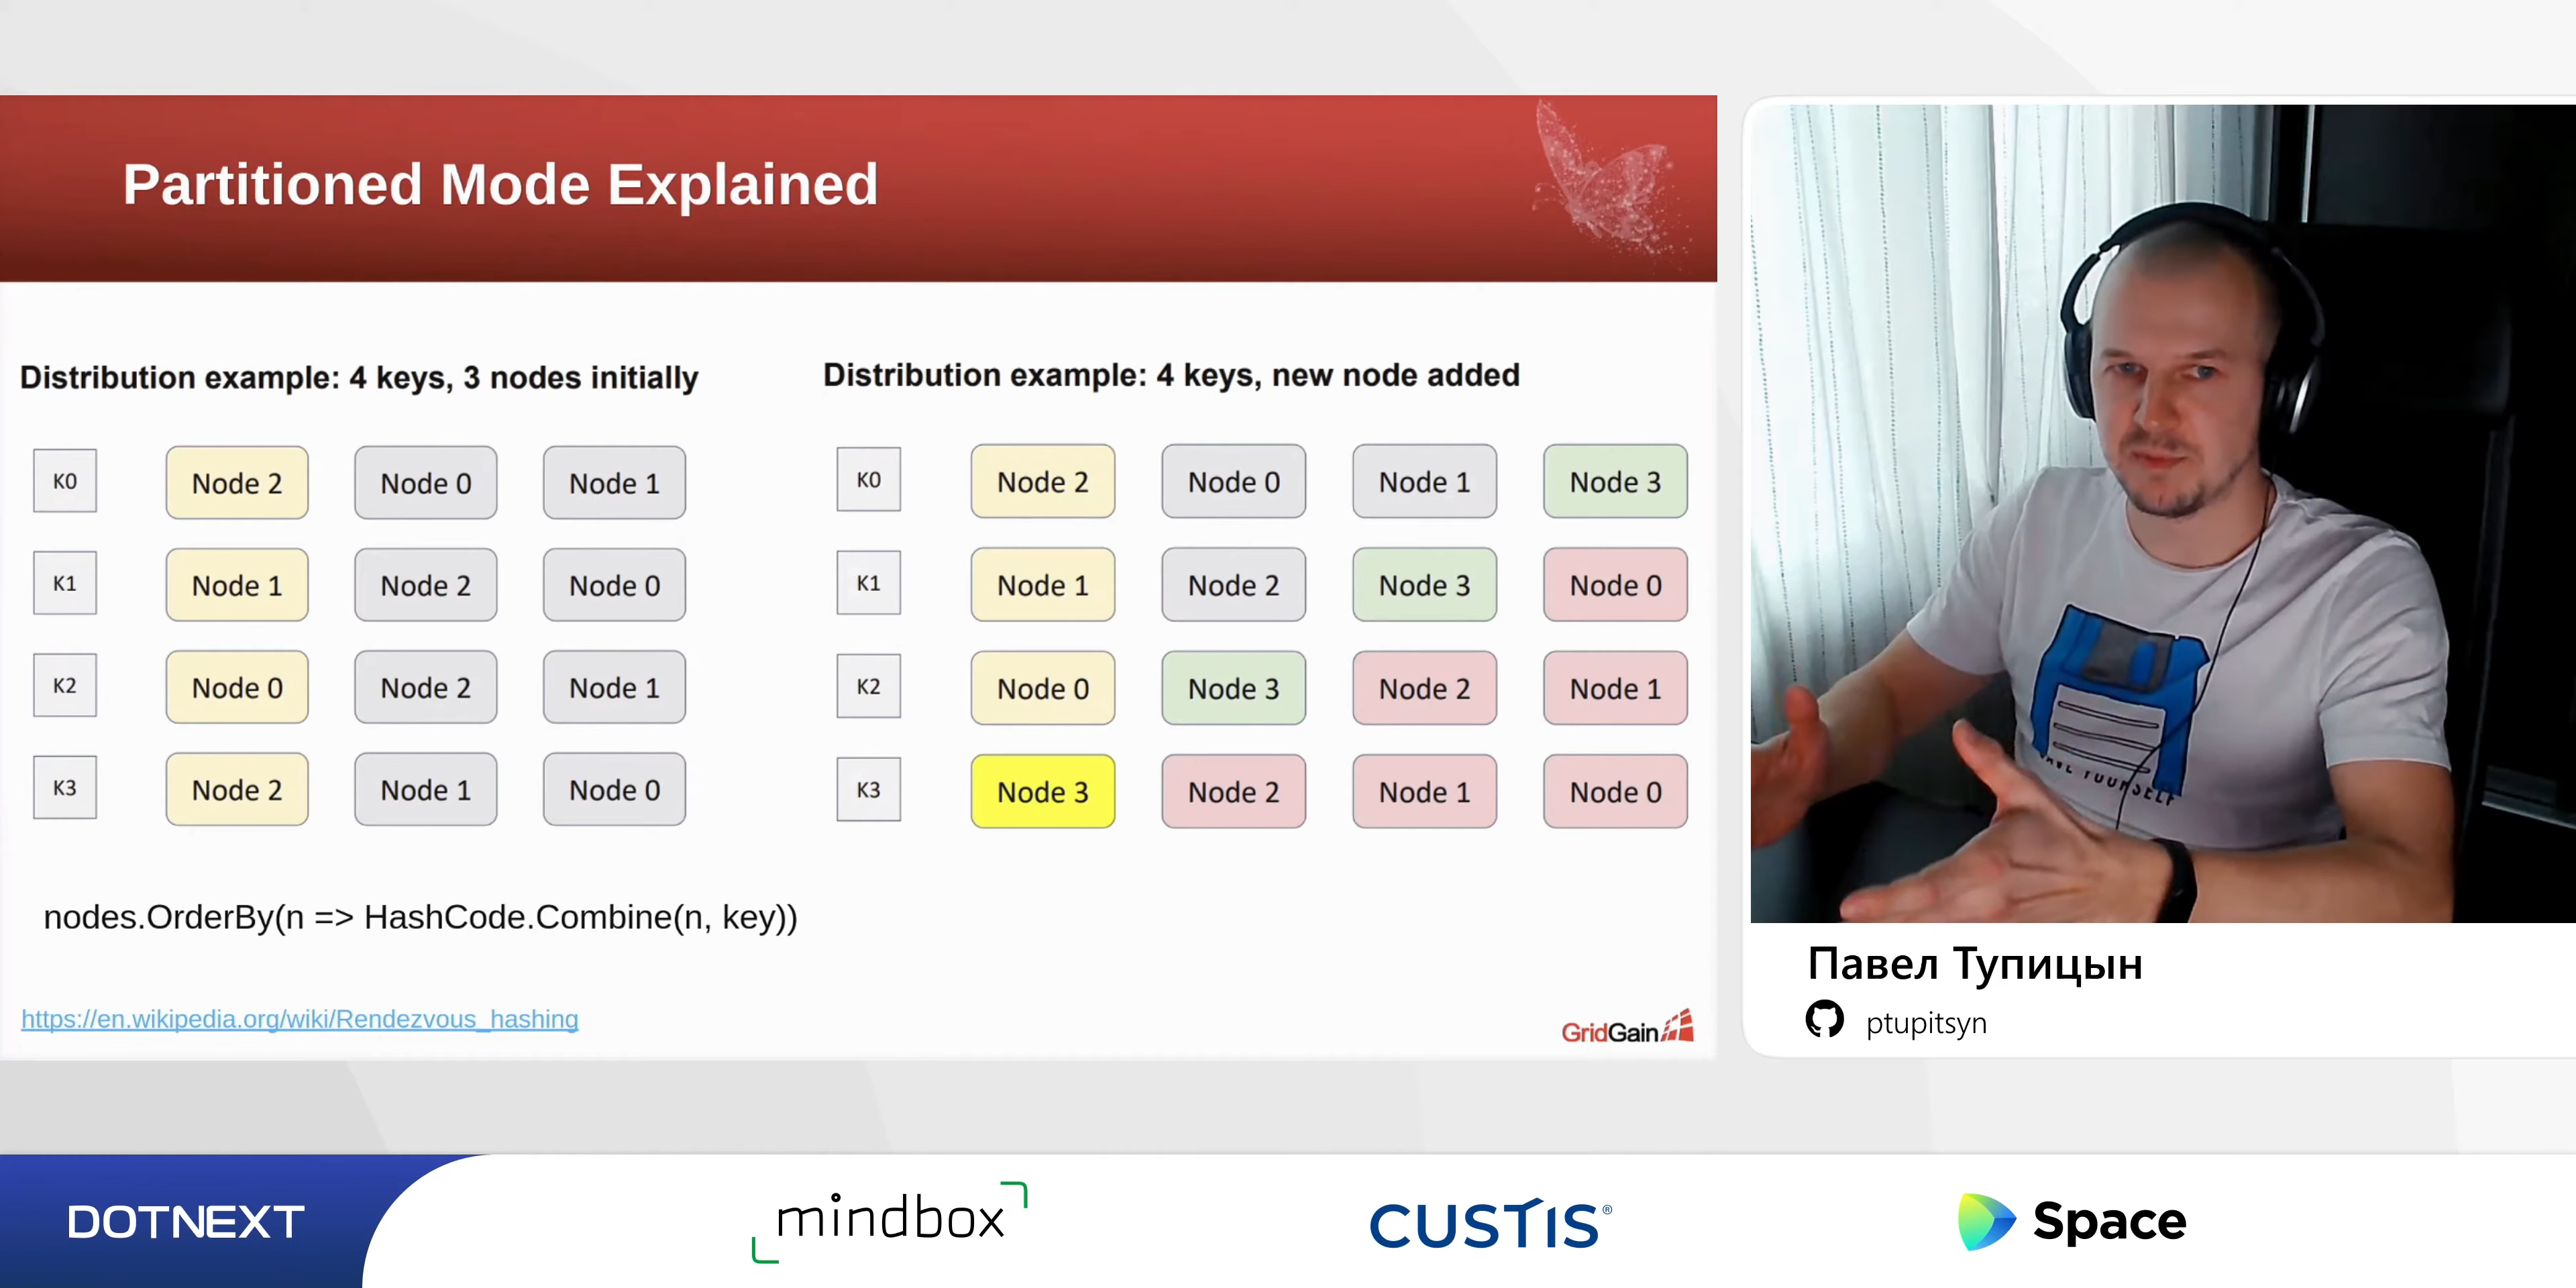 Partitioned Mode Explained
Distribution example: 4 keys, 3 nodes initially
K0 Node 2 Node 0 Node 1
K1 Node 1 Node 2 Node 0
K2 Node 0 Node 2 Node 1
K3 Node 2 Node 1 Node 0
Distribution example: 4 keys, new node added
K0 Node 2 Node 0 Node 1 Node 3
K1 Node 1 Node 2 Node 3 Node 0
K2 Node 0 Node 3 Node 2 Node 1
K3 Node 3 Node 2 Node 1 Node 0
nodes.OrderBy(n => HashCode.Combine(n, key))
https://en.wikipedia.org/wiki/Rendezvous_hashing
GridGain
YOURSELF
Павел Тупицын
ptupitsyn
DOTNEXT
mindbox
CUSTIS®
Space